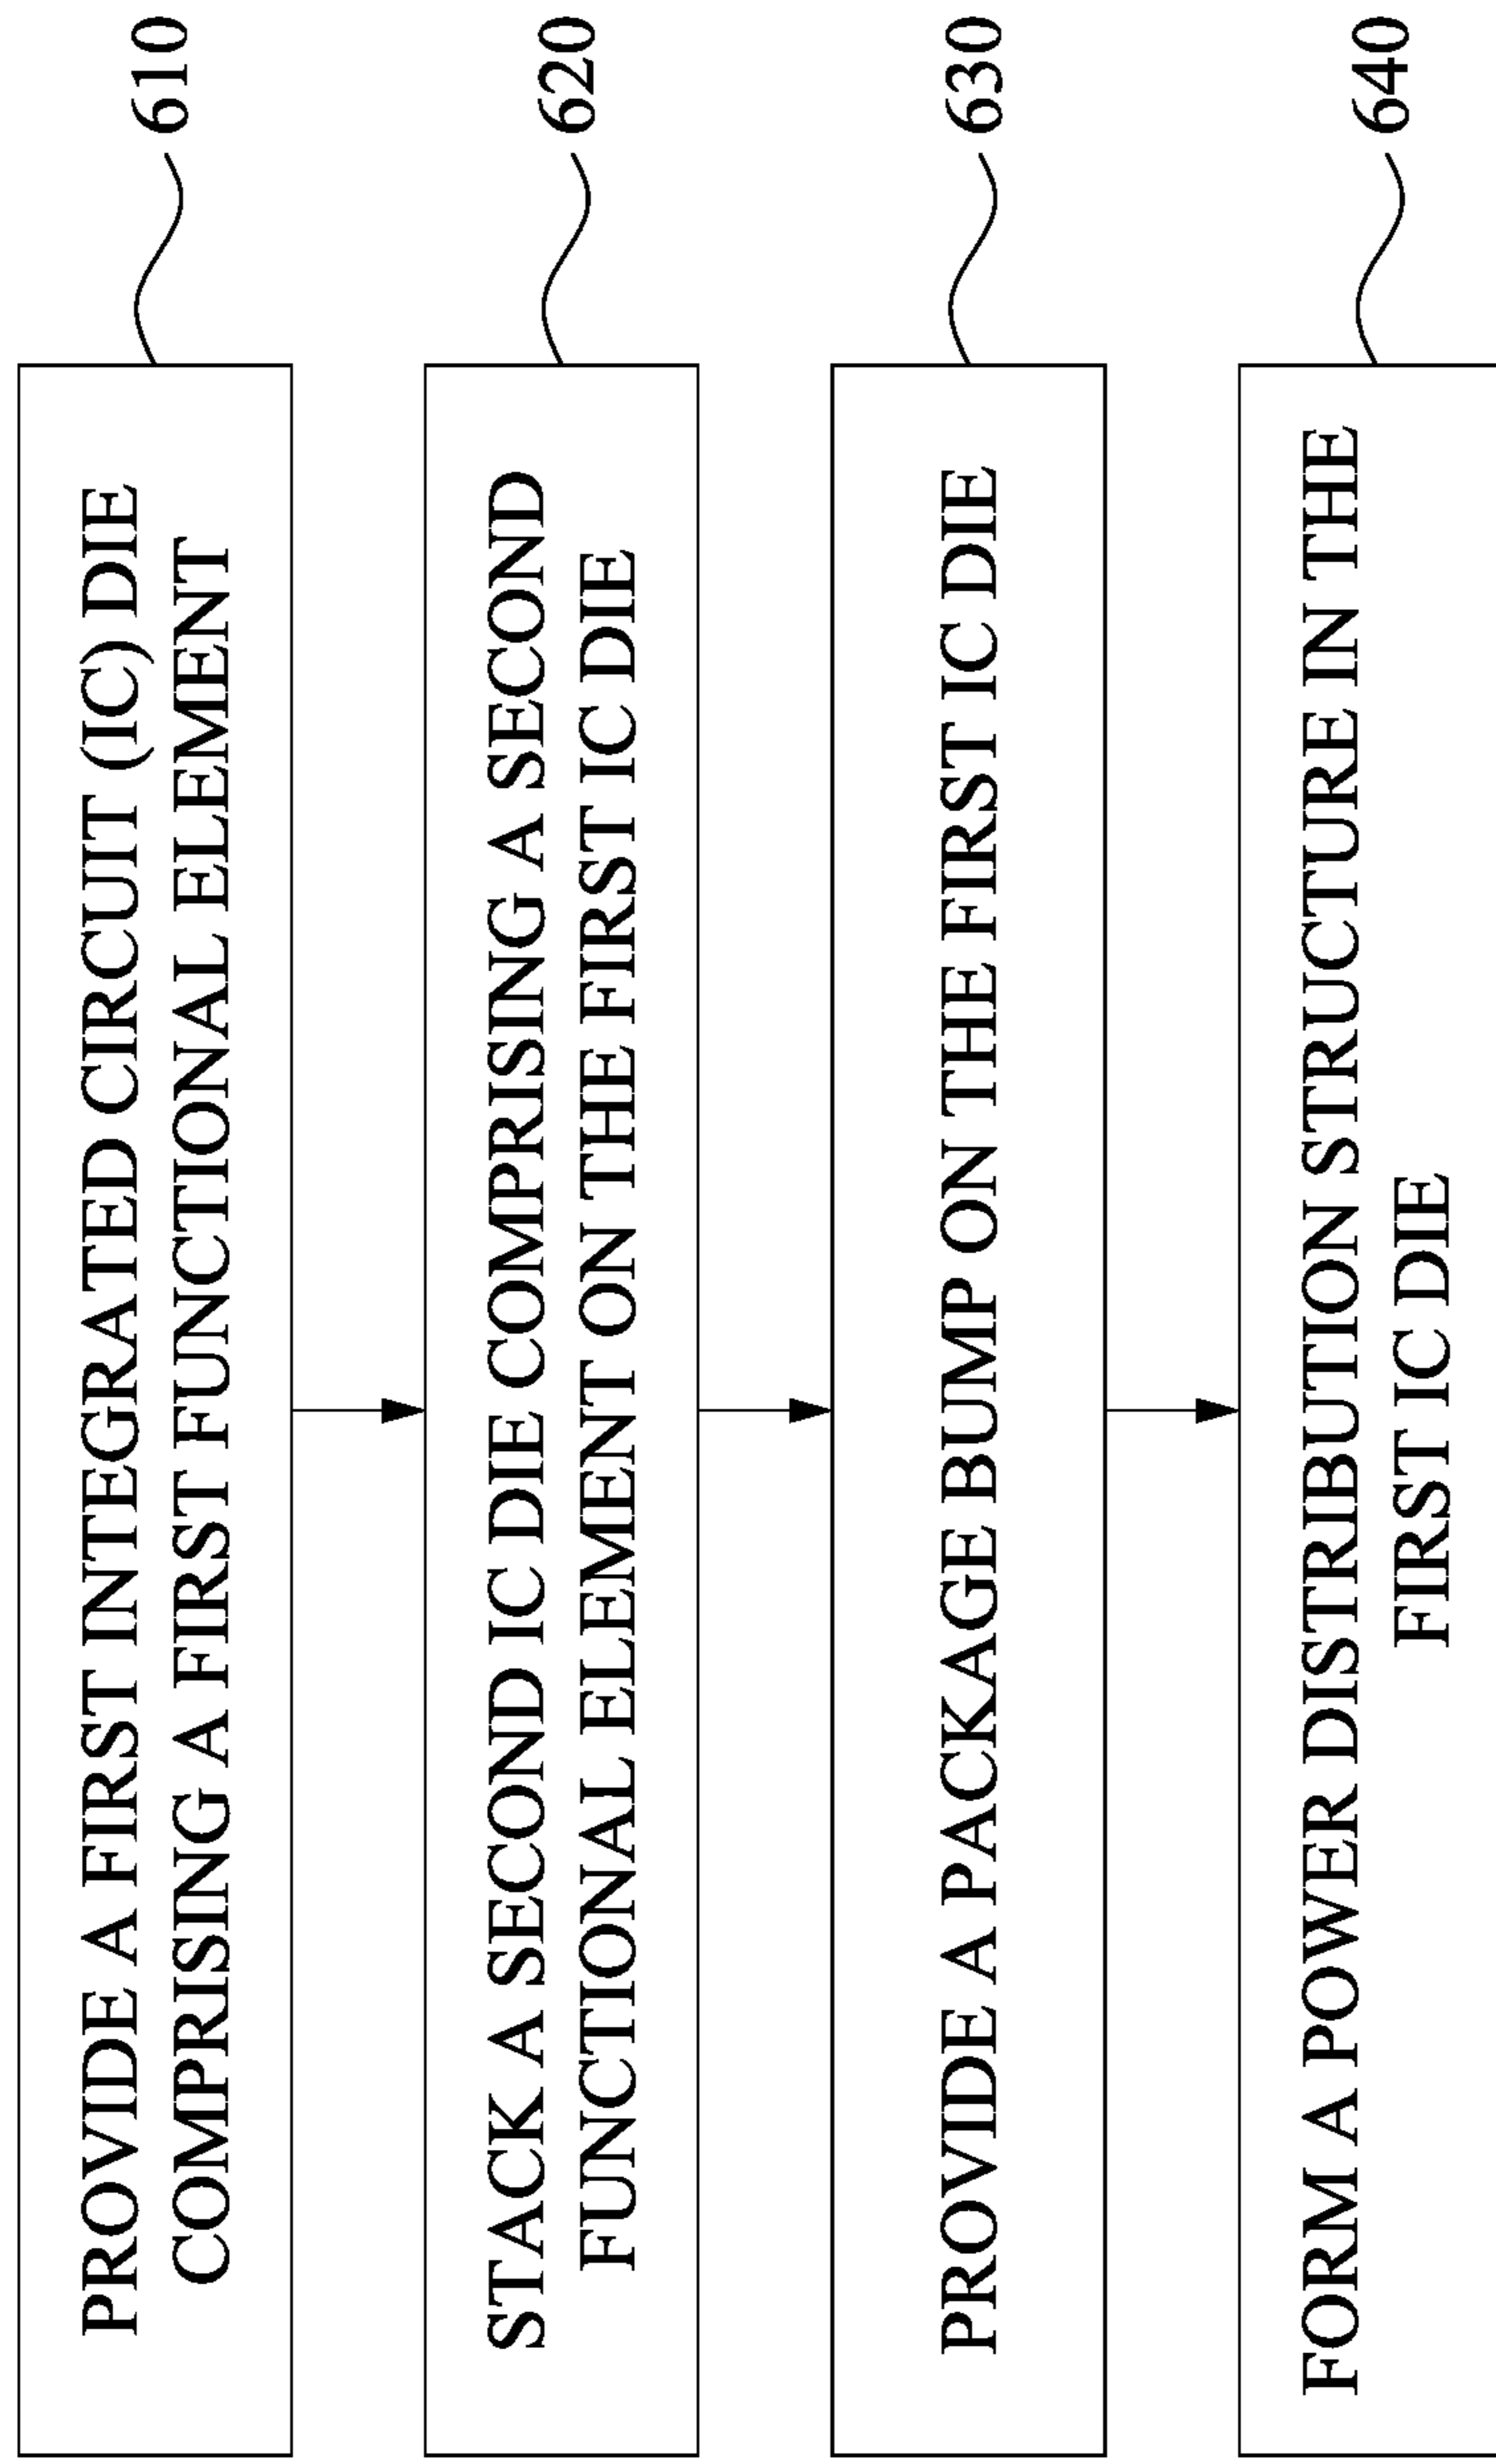 PROVIDE A FIRST INTEGRATED CIRCUIT (IC) DIE
COMPRISING A FIRST FUNCTIONAL ELEMENT
610
STACK A SECOND IC DIE COMPRISING A SECOND
FUNCTIONAL ELEMENT ON THE FIRST IC DIE
620
PROVIDE A PACKAGE BUMP ON THE FIRST IC DIE
630
FORM A POWER DISTRIBUTION STRUCTURE IN THE
FIRST IC DIE
640